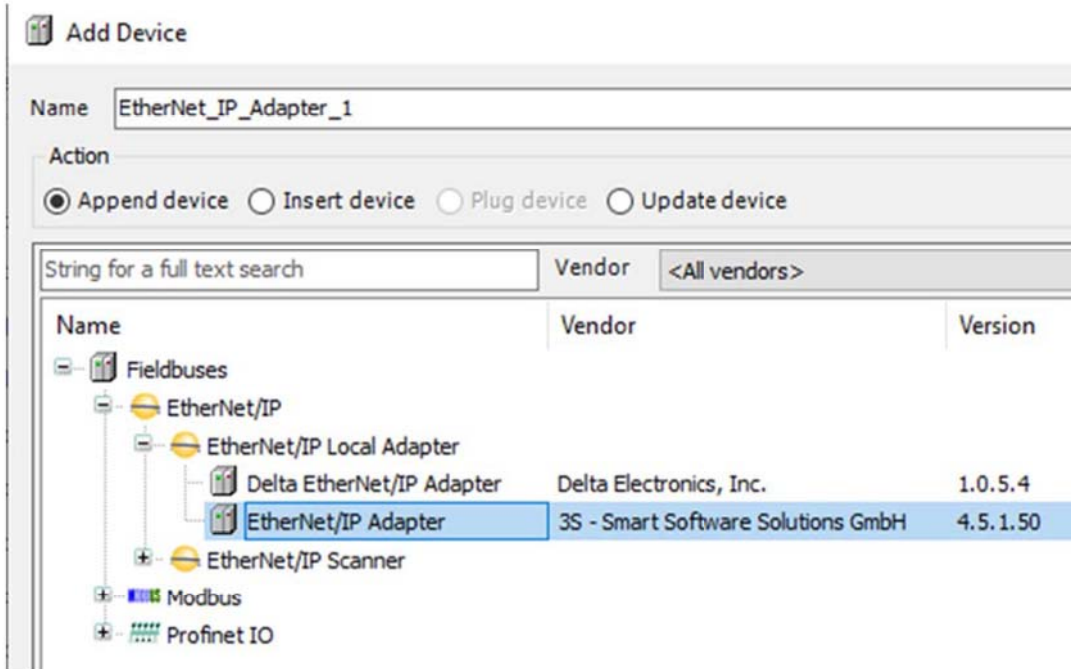 Add Device
Name EtherNet_IP_Adapter_1
Action
Append device Insert device Plug device Update device
String for a full text search Vendor <All vendors>
Name Vendor Version
Fieldbuses
EtherNet/IP
EtherNet/IP Local Adapter
Delta EtherNet/IP Adapter Delta Electronics, Inc. 1.0.5.4
EtherNet/IP Adapter 3S - Smart Software Solutions GmbH 4.5.1.50
EtherNet/IP Scanner
Modbus
Profinet IO